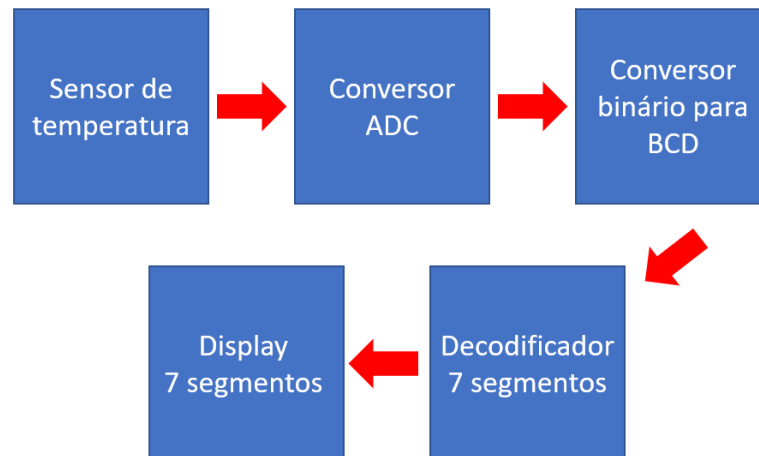 Sensor de
temperatura
Conversor
ADC
Conversor
binário para
BCD
Display
7 segmentos
Decodificador
7 segmentos